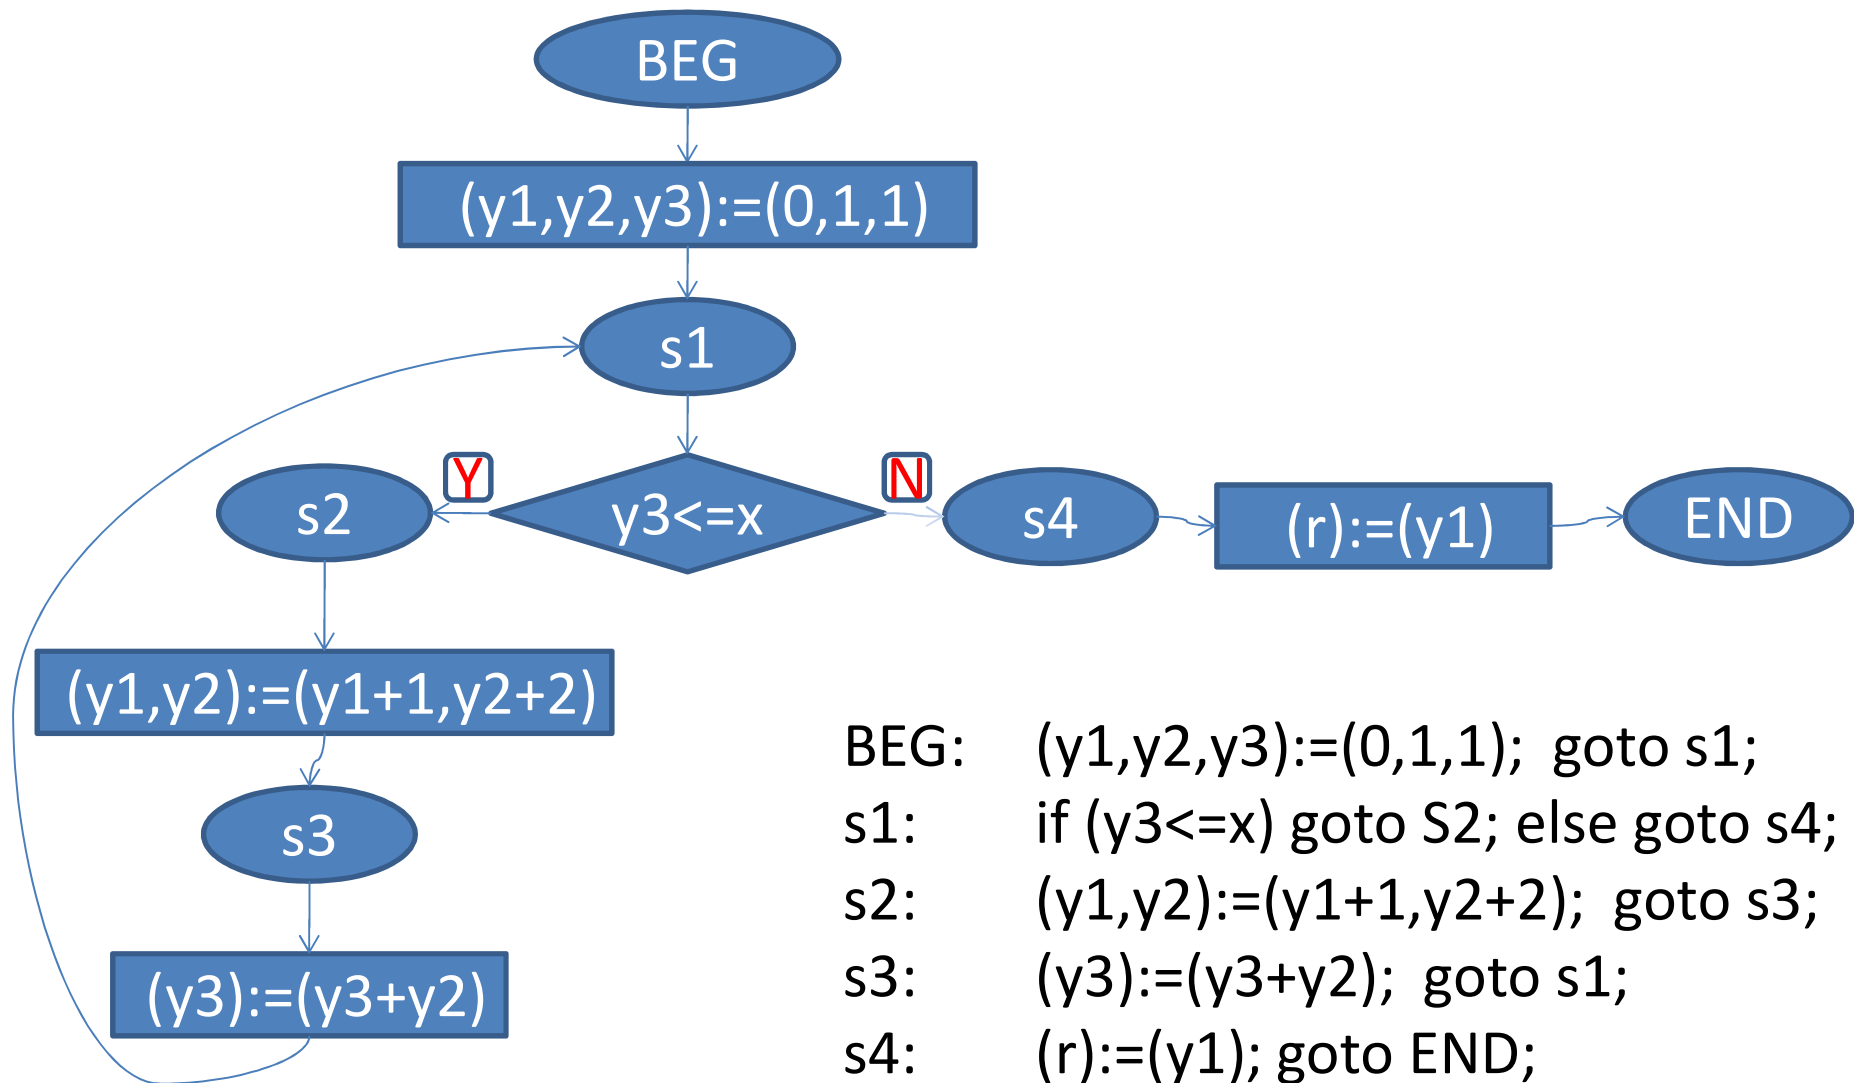 BEG
(y1,y2,y3):=(0,1,1)
s1
Y
N
s2
y3<=x
s4
(r):=(y1)
END
(y1,y2):=(y1+1,y2+2)
s3
(y3):=(y3+y2)
BEG: (y1,y2,y3):=(0,1,1); goto s1;
s1: if (y3<=x) goto S2; else goto s4;
s2: (y1,y2):=(y1+1,y2+2); goto s3;
s3: (y3):=(y3+y2); goto s1;
s4: (r):=(y1); goto END;